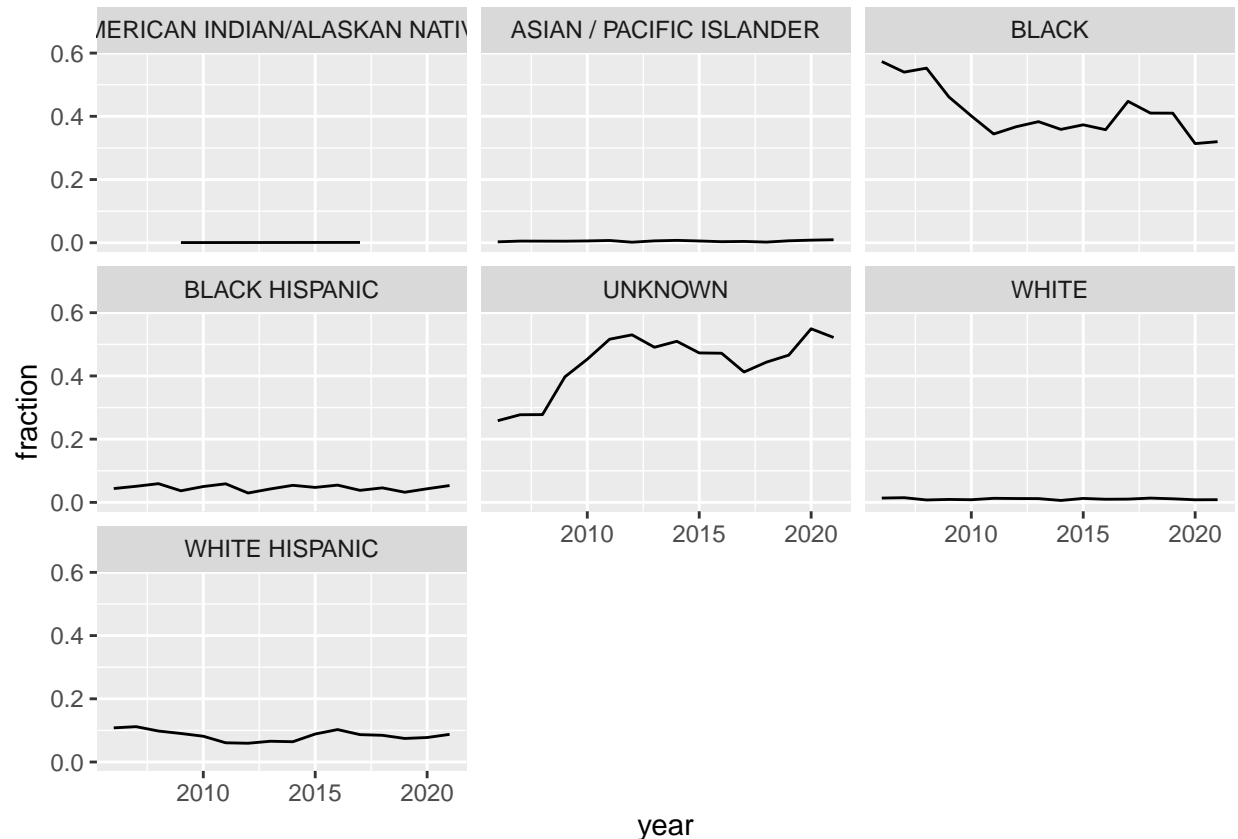 MERICAN INDIAN/ALASKAN NATIV
ASIAN / PACIFIC ISLANDER
BLACK
0.6
0.4
0.2
0.0
BLACK HISPANIC
UNKNOWN
WHITE
0.6
0.4
0.2
0.0
2010 2015 2020
2010 2015 2020
WHITE HISPANIC
0.6
0.4
0.2
0.0
2010 2015 2020
fraction
year